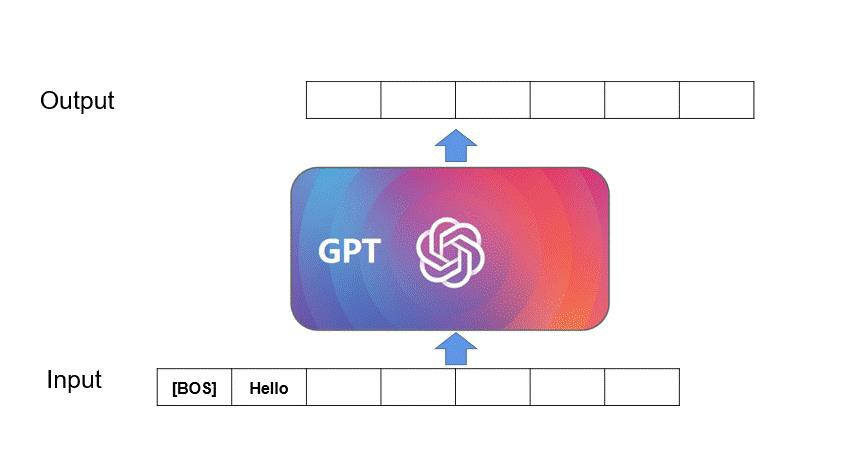 Output
GPT
Input
[BOS] Hello